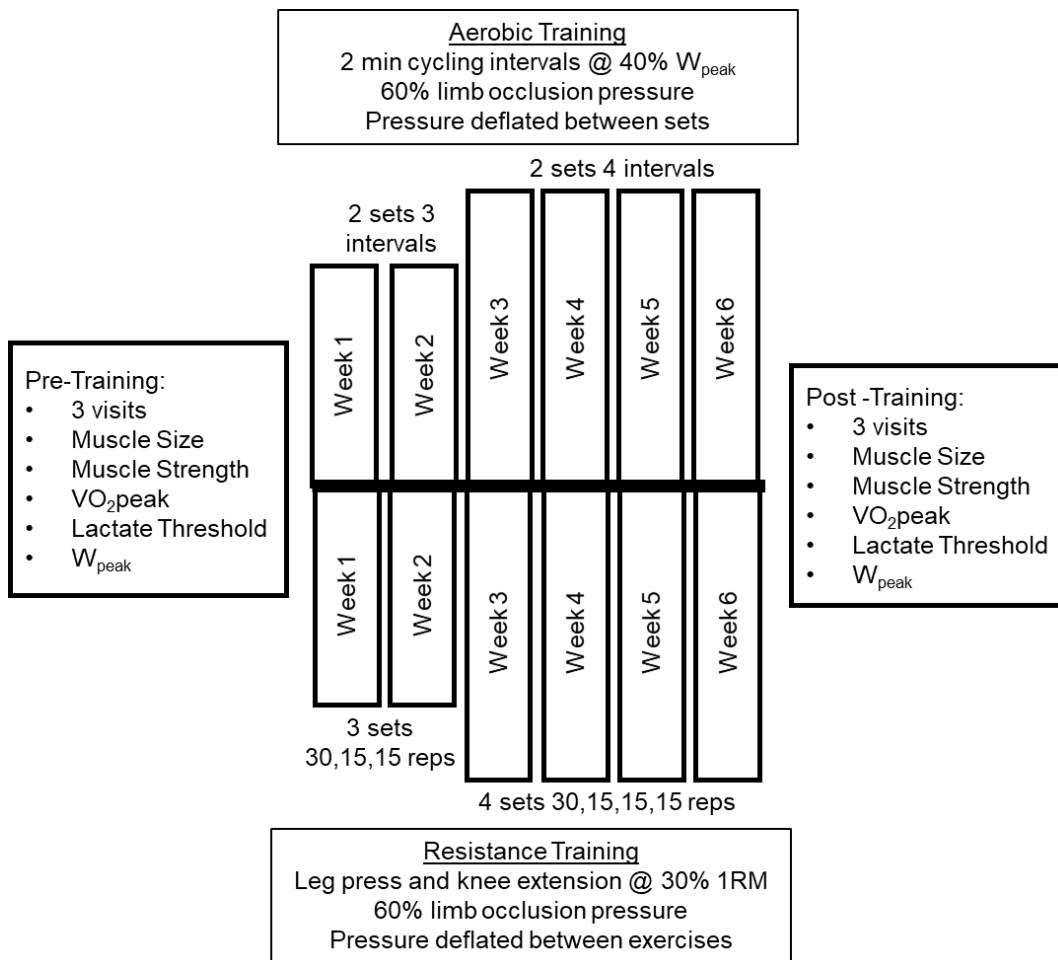 Aerobic Training
2 min cycling intervals @ 40% Wpeak
60% limb occlusion pressure
Pressure deflated between sets
2 sets 4 intervals
2 sets 3
intervals
Week 1
Week 2
Week 3
Week 4
Week 5
Week 6
Pre-Training:
• 3 visits
• Muscle Size
• Muscle Strength
• VO₂peak
• Lactate Threshold
• Wpeak
Post -Training:
• 3 visits
• Muscle Size
• Muscle Strength
• VO₂peak
• Lactate Threshold
• Wpeak
Week 1
Week 2
Week 3
Week 4
Week 5
Week 6
3 sets
30,15,15 reps
4 sets 30,15,15,15 reps
Resistance Training
Leg press and knee extension @ 30% 1RM
60% limb occlusion pressure
Pressure deflated between exercises